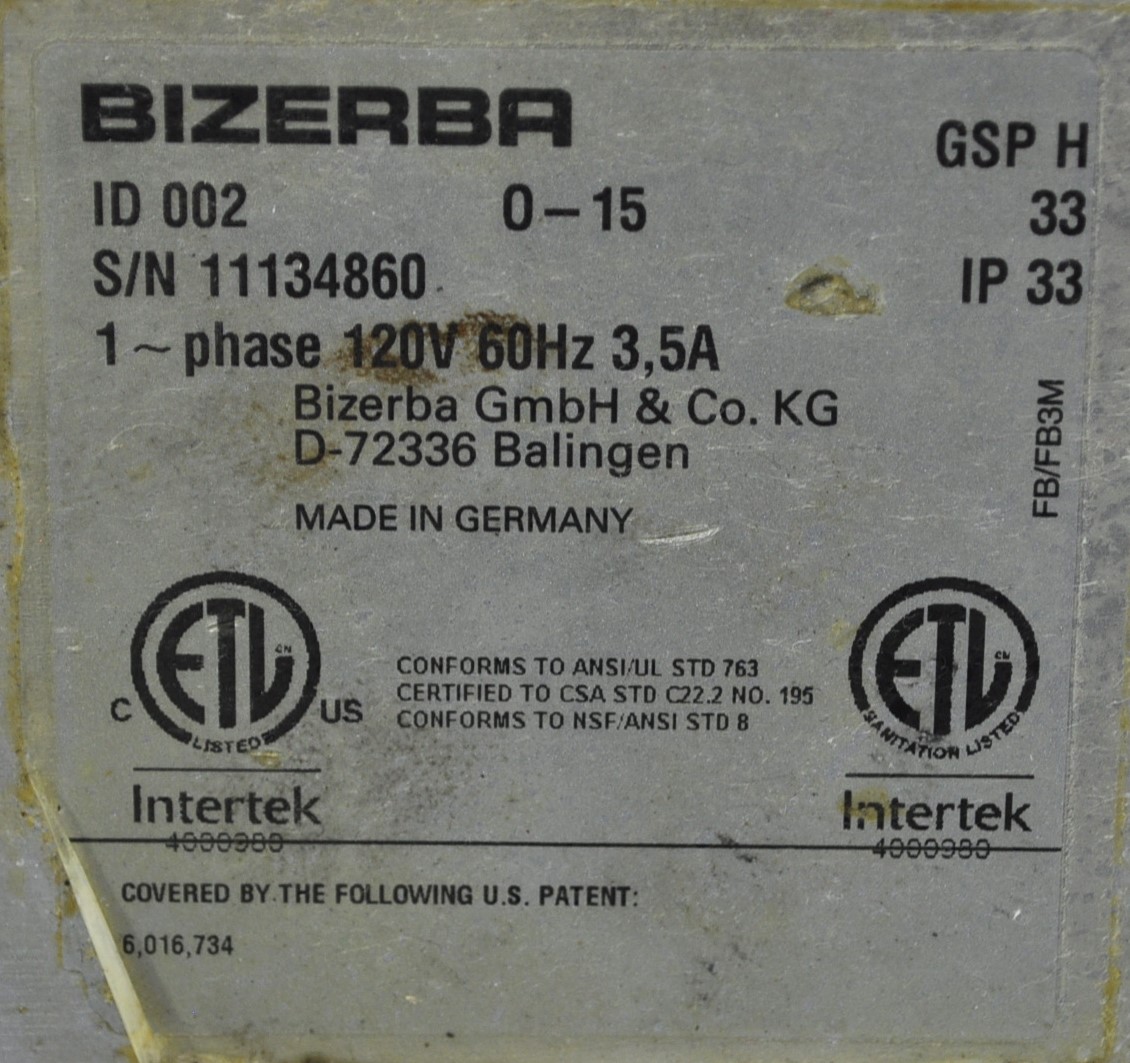 BIZERBA
GSP H
ID 002 0–15 33
S/N 11134860 IP 33
1 ~ phase 120V 60Hz 3,5A
Bizerba GmbH & Co. KG
D-72336 Balingen
FB/FB3M
MADE IN GERMANY
ETL CM
C US
LISTED
Intertek
4000980
CONFORMS TO ANSI/UL STD 763
CERTIFIED TO CSA STD C22.2 NO. 195
CONFORMS TO NSF/ANSI STD 8
ETL CM
SANITATION LISTED
Intertek
4000980
COVERED BY THE FOLLOWING U.S. PATENT:
6,016,734